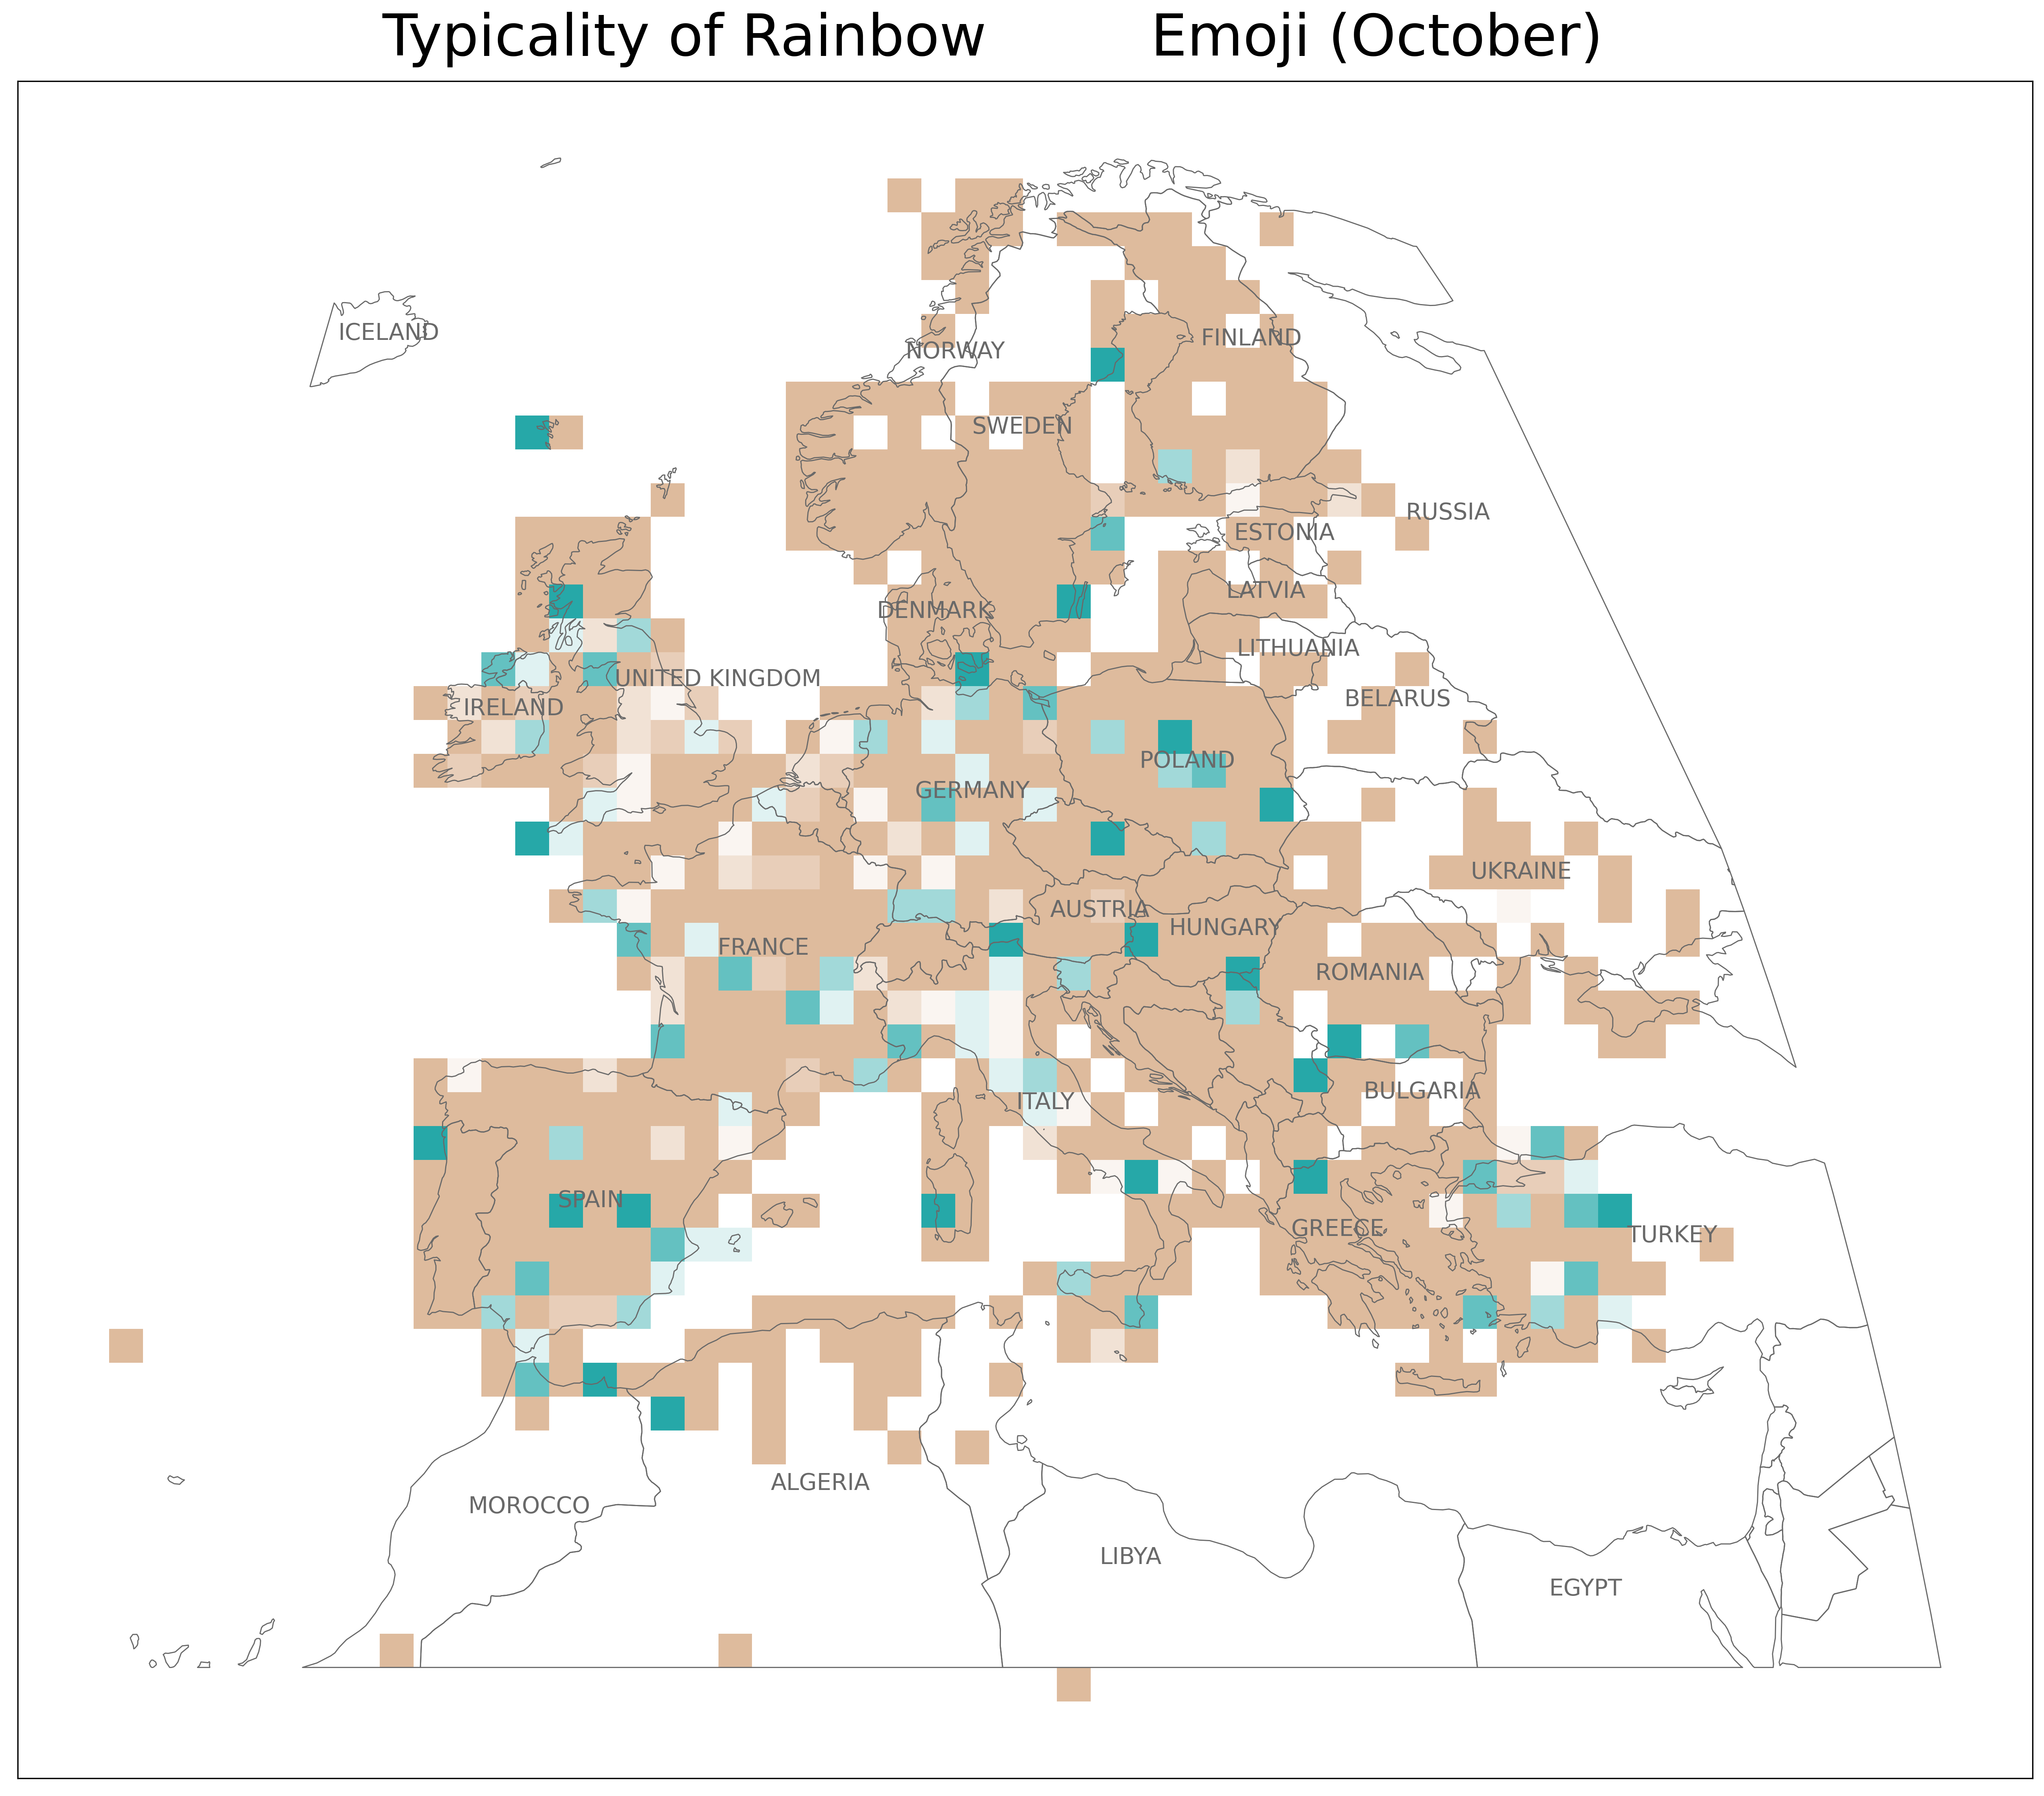 Typicality of Rainbow Emoji (October)
ICELAND
NORWAY
FINLAND
SWEDEN
RUSSIA
ESTONIA
LATVIA
DENMARK
LITHUANIA
UNITED KINGDOM
BELARUS
IRELAND
POLAND
GERMANY
UKRAINE
AUSTRIA
HUNGARY
FRANCE
ROMANIA
BULGARIA
ITALY
SPAIN
GREECE
TURKEY
ALGERIA
MOROCCO
LIBYA
EGYPT